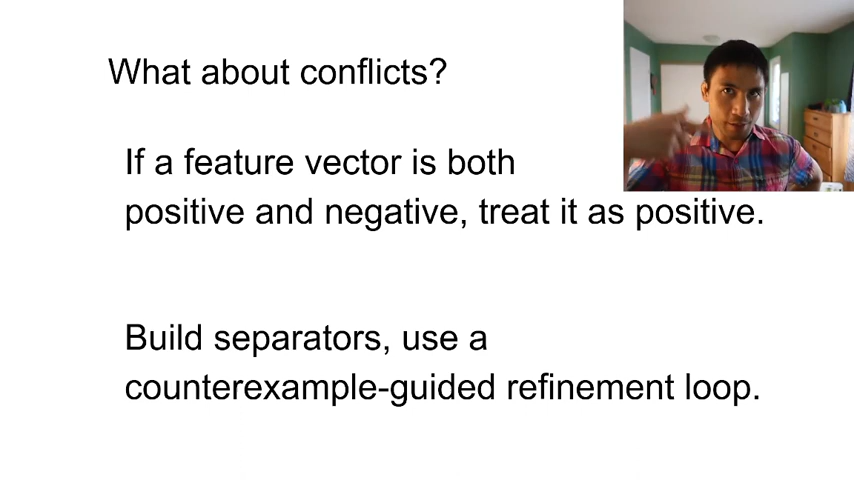 What about conflicts?
If a feature vector is both
positive and negative, treat it as positive.
Build separators, use a
counterexample-guided refinement loop.